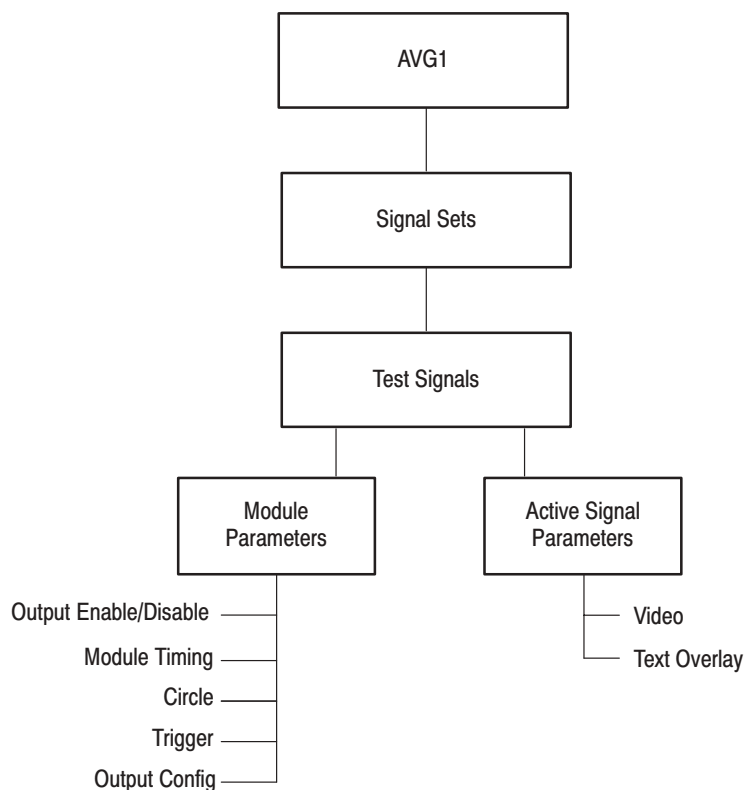 AVG1
Signal Sets
Test Signals
Module
Parameters
Active Signal
Parameters
Output Enable/Disable
Module Timing
Circle
Trigger
Output Config
Video
Text Overlay